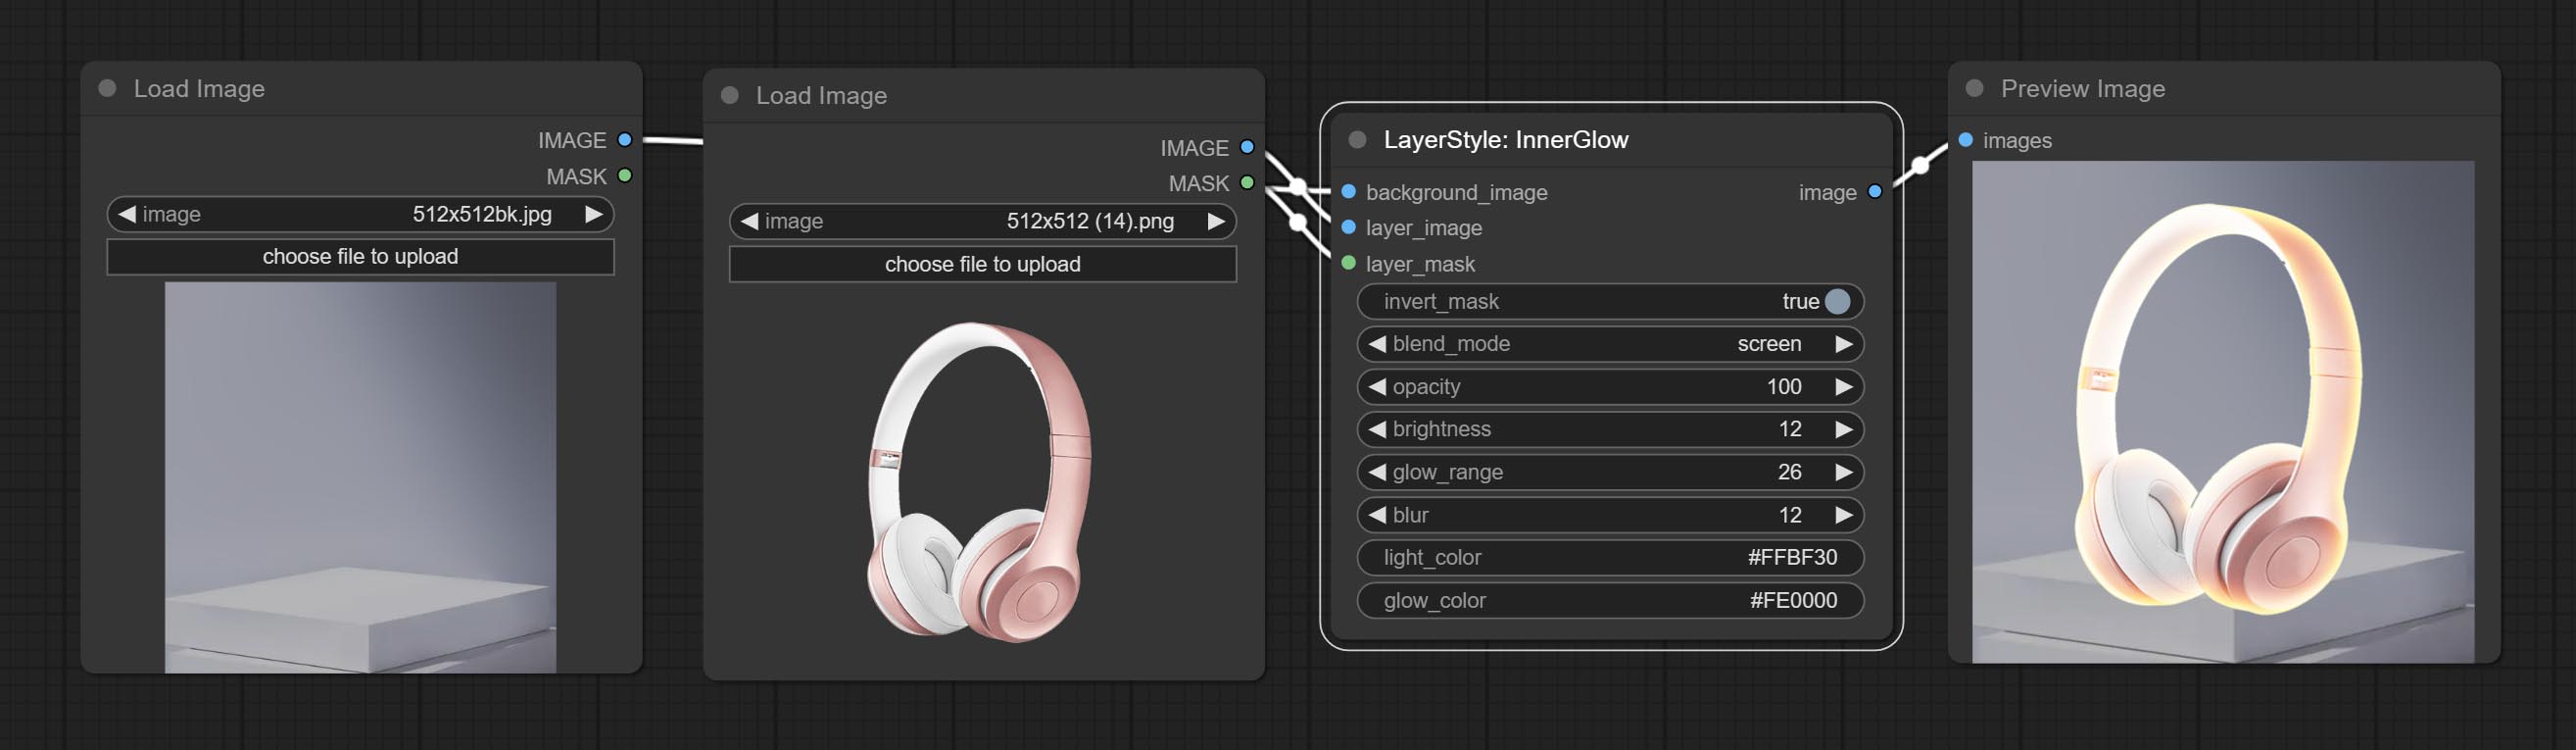 Load Image
IMAGE
MASK
image 512x512bk.jpg
choose file to upload
Load Image
IMAGE
MASK
image 512x512 (14).png
choose file to upload
LayerStyle: InnerGlow
background_image image
layer_image
layer_mask
invert_mask true
blend_mode screen
opacity 100
brightness 12
glow_range 26
blur 12
light_color #FFBF30
glow_color #FE0000
Preview Image
images